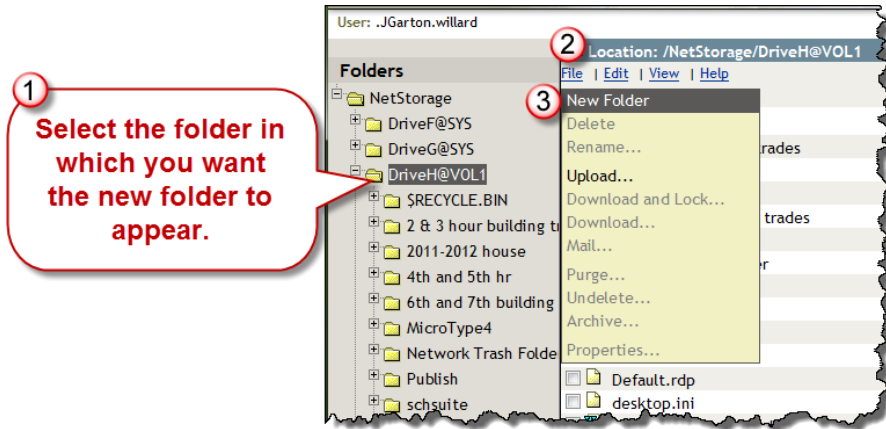 User: .JGarton.willard
1
Select the folder in
which you want
the new folder to
appear.
Folders
NetStorage
DriveF@SYS
DriveG@SYS
DriveH@VOL1
$RECYCLE.BIN
2 & 3 hour building
2011-2012 house
4th and 5th hr
6th and 7th building
MicroType4
Network Trash
Publish
schsuite
2
Location: /NetStorage/DriveH@VOL1
File | Edit | View | Help
3
New Folder
Delete
Rename...
trades
Upload...
Download and Lock...
Download...
trades
Mail...
Purge...
Undelete...
Archive...
Properties...
Default.rdp
desktop.ini